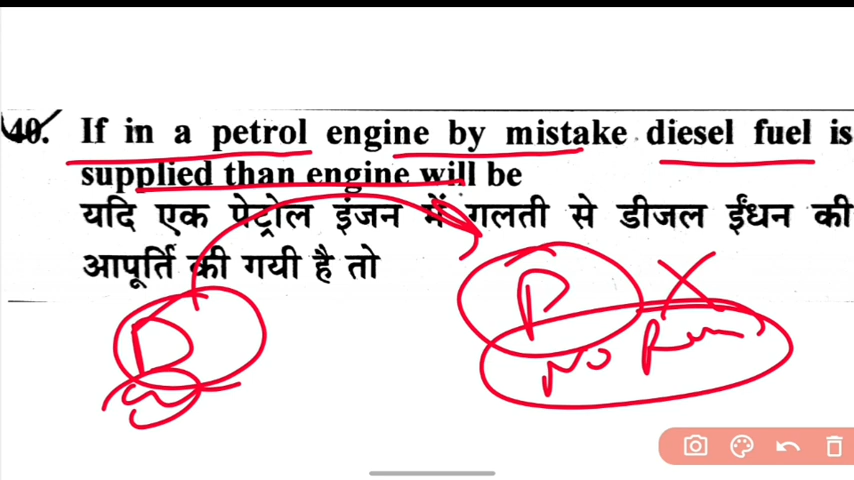 40. If in a petrol engine by mistake diesel fuel is
supplied than engine will be
यदि एक पेट्रोल इंजन में गलती से डीजल ईंधन की
आपूर्ति की गयी है तो
D
P
No Run